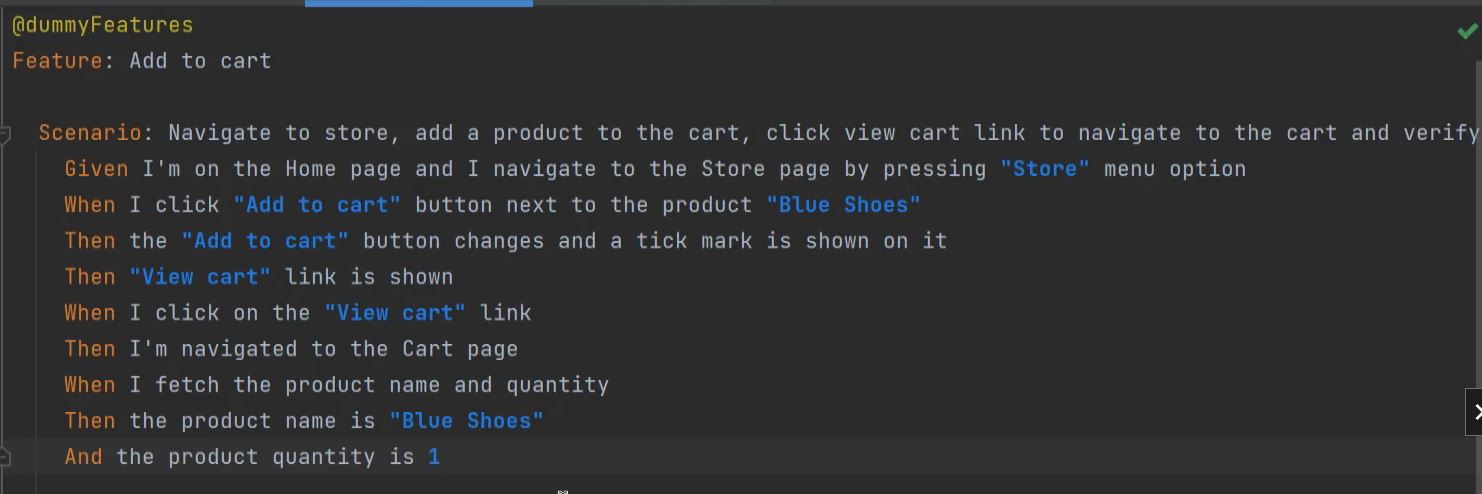 @dummyFeatures
Feature: Add to cart
Scenario: Navigate to store, add a product to the cart, click view cart link to navigate to the cart and verify
Given I'm on the Home page and I navigate to the Store page by pressing "Store" menu option
When I click "Add to cart" button next to the product "Blue Shoes"
Then the "Add to cart" button changes and a tick mark is shown on it
Then "View cart" link is shown
When I click on the "View cart" link
Then I'm navigated to the Cart page
When I fetch the product name and quantity
Then the product name is "Blue Shoes"
And the product quantity is 1